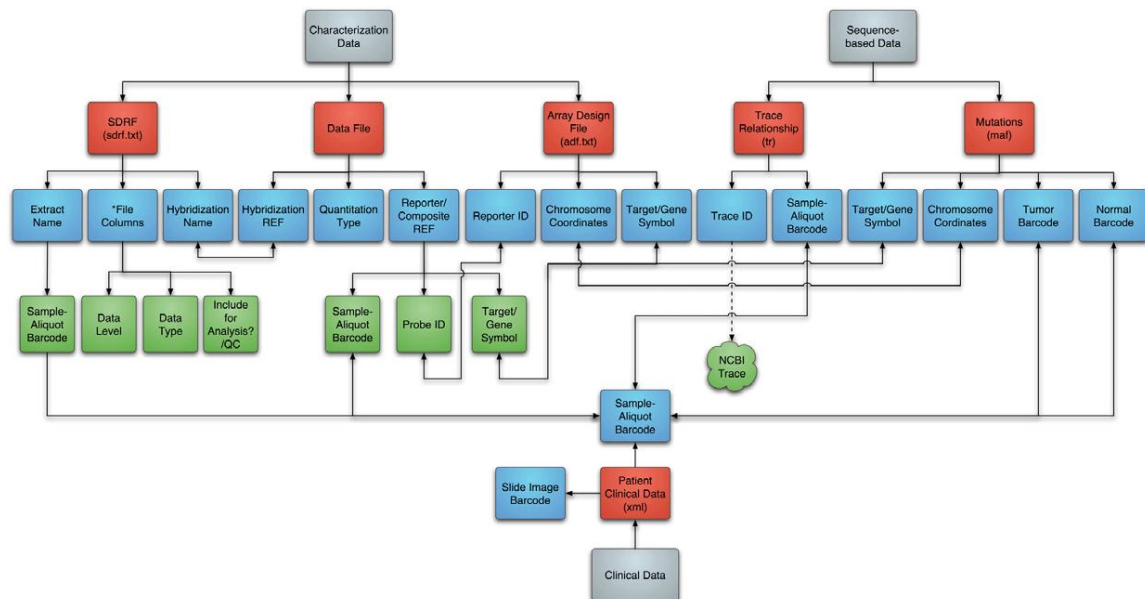 Characterization
Data
Sequence-
based Data
SDRF
(sdrf.txt)
Data File
Array Design
File
(adf.txt)
Trace
Relationship
(tr)
Mutations
(maf)
Extract
Name
*File
Columns
Hybridization
Name
Hybridization
REF
Quantitation
Type
Reporter/
Composite
REF
Reporter ID
Chromosome
Coordinates
Target/Gene
Symbol
Trace ID
Sample-
Aliquot
Barcode
Target/Gene
Symbol
Chromosome
Cordinates
Tumor
Barcode
Normal
Barcode
Sample-
Aliquot
Barcode
Data
Level
Data
Type
Include
for
Analysis?
/QC
Sample-
Aliquot
Barcode
Probe ID
Target/
Gene
Symbol
NCBI
Trace
Sample-
Aliquot
Barcode
Slide Image
Barcode
Patient
Clinical Data
(xml)
Clinical Data